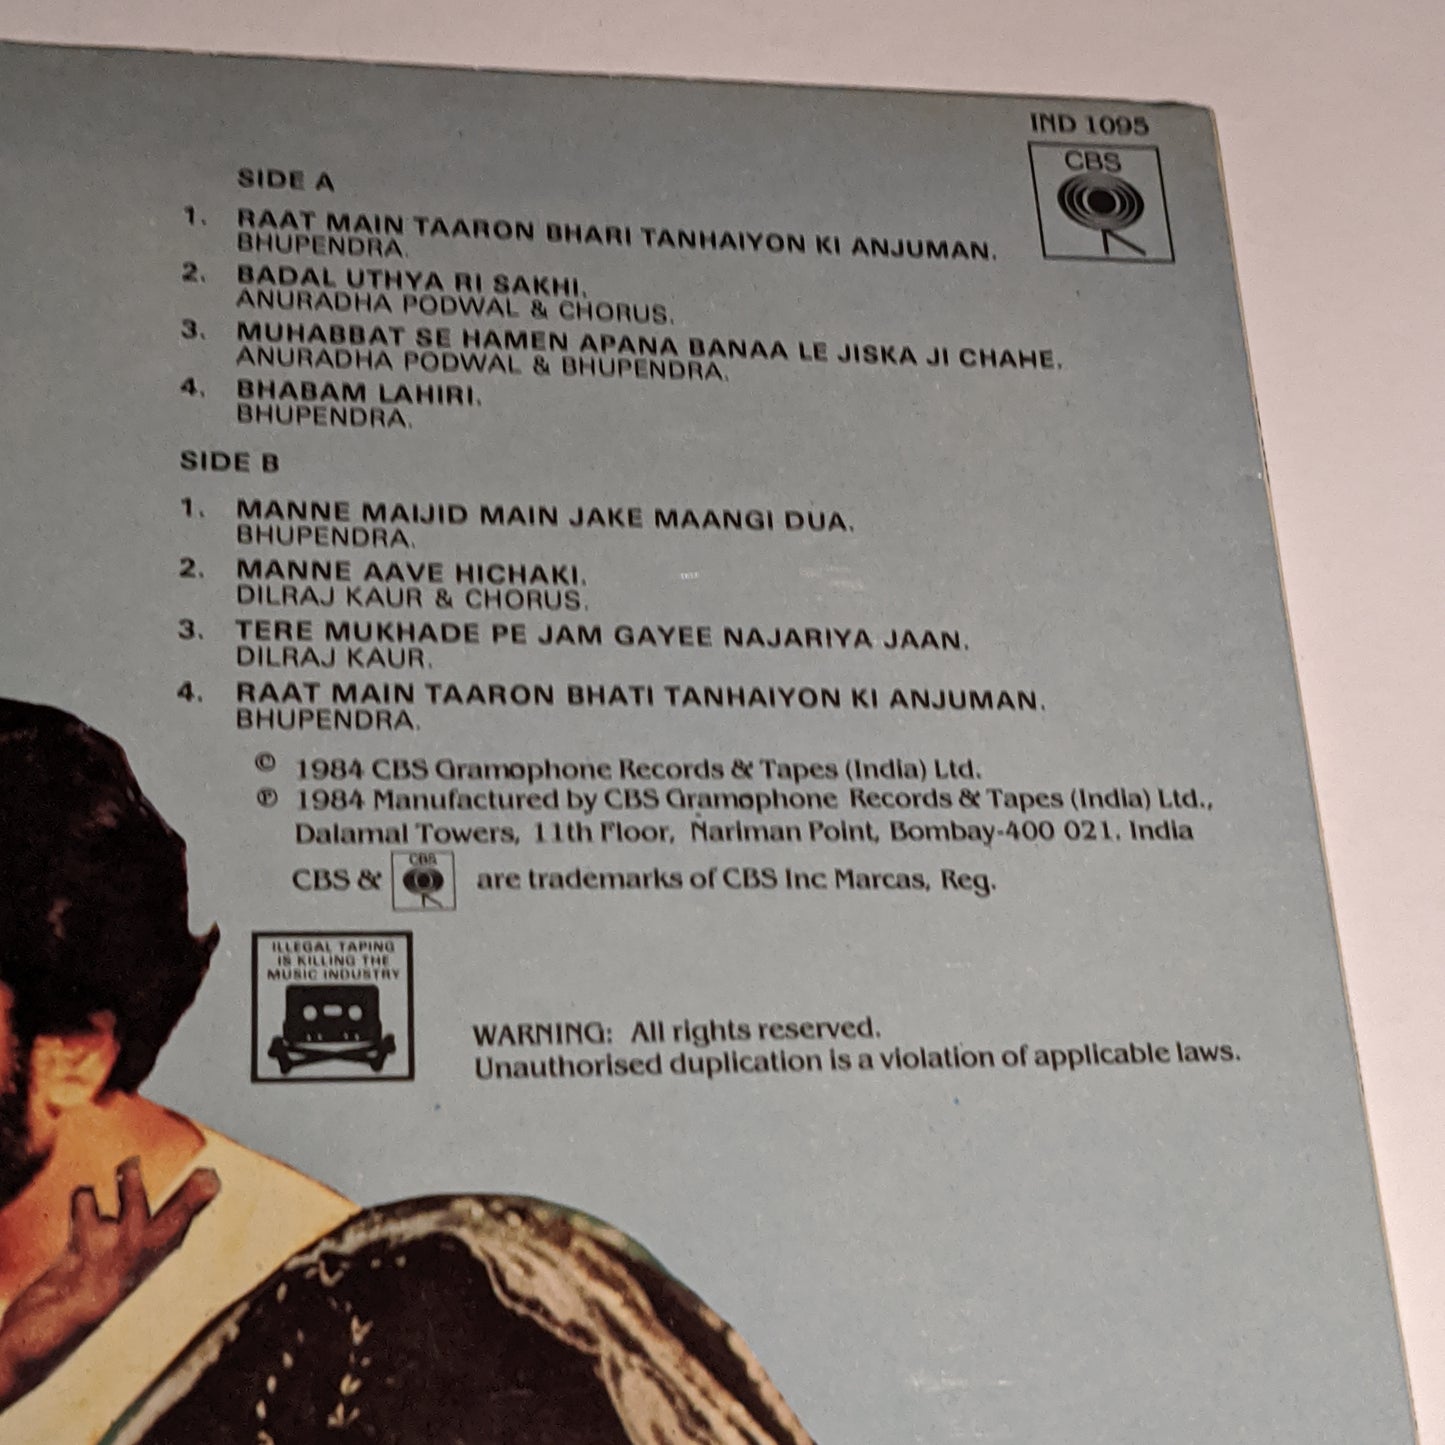 IND 1095
CBS
SIDE A
1. RAAT MAIN TAARON BHARI TANHAIYON KI ANJUMAN.
BHUPENDRA.
2. BADAL UTHYA RI SAKHI.
ANURADHA PODWAL & CHORUS.
3. MUHABBAT SE HAMEN APANA BANAA LE JISKA JI CHAHE.
ANURADHA PODWAL & BHUPENDRA.
4. BHABAM LAHIRI.
BHUPENDRA.
SIDE B
1. MANNE MAIJID MAIN JAKE MAANGI DUA.
BHUPENDRA.
2. MANNE AAVE HICHAKI.
DILRAJ KAUR & CHORUS.
3. TERE MUKHADE PE JAM GAYEE NAJARIYA JAAN.
DILRAJ KAUR.
4. RAAT MAIN TAARON BHATI TANHAIYON KI ANJUMAN.
BHUPENDRA.
© 1984 CBS Gramophone Records & Tapes (India) Ltd.
℗ 1984 Manufactured by CBS Gramophone Records & Tapes (India) Ltd.,
Dalamal Towers, 11th Floor, Nariman Point, Bombay-400 021. India
CBS & CBS are trademarks of CBS Inc Marcas, Reg.
ILLEGAL TAPING
IS KILLING THE
MUSIC INDUSTRY
WARNING: All rights reserved.
Unauthorised duplication is a violation of applicable laws.